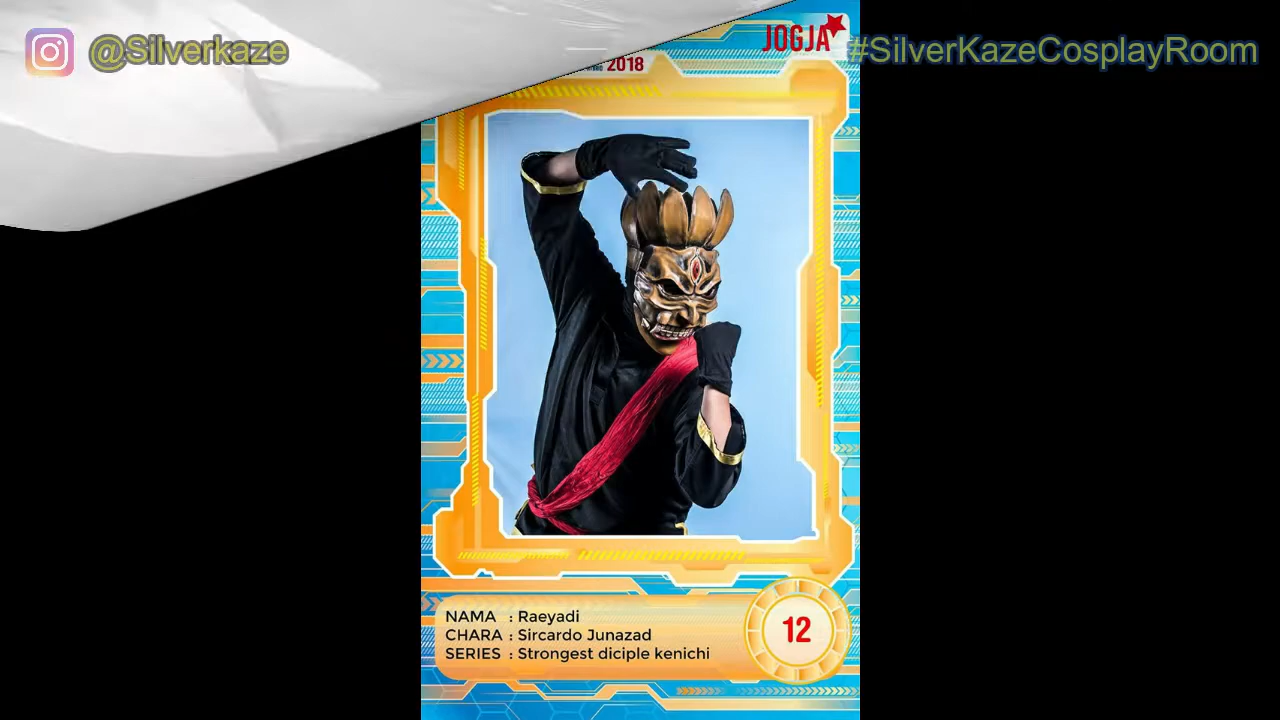 @Silverkaze
JOGJA
#SilverKazeCosplayRoom
2018
NAMA : Raeyadi
CHARA : Sircardo Junazad
SERIES : Strongest diciple kenichi
12